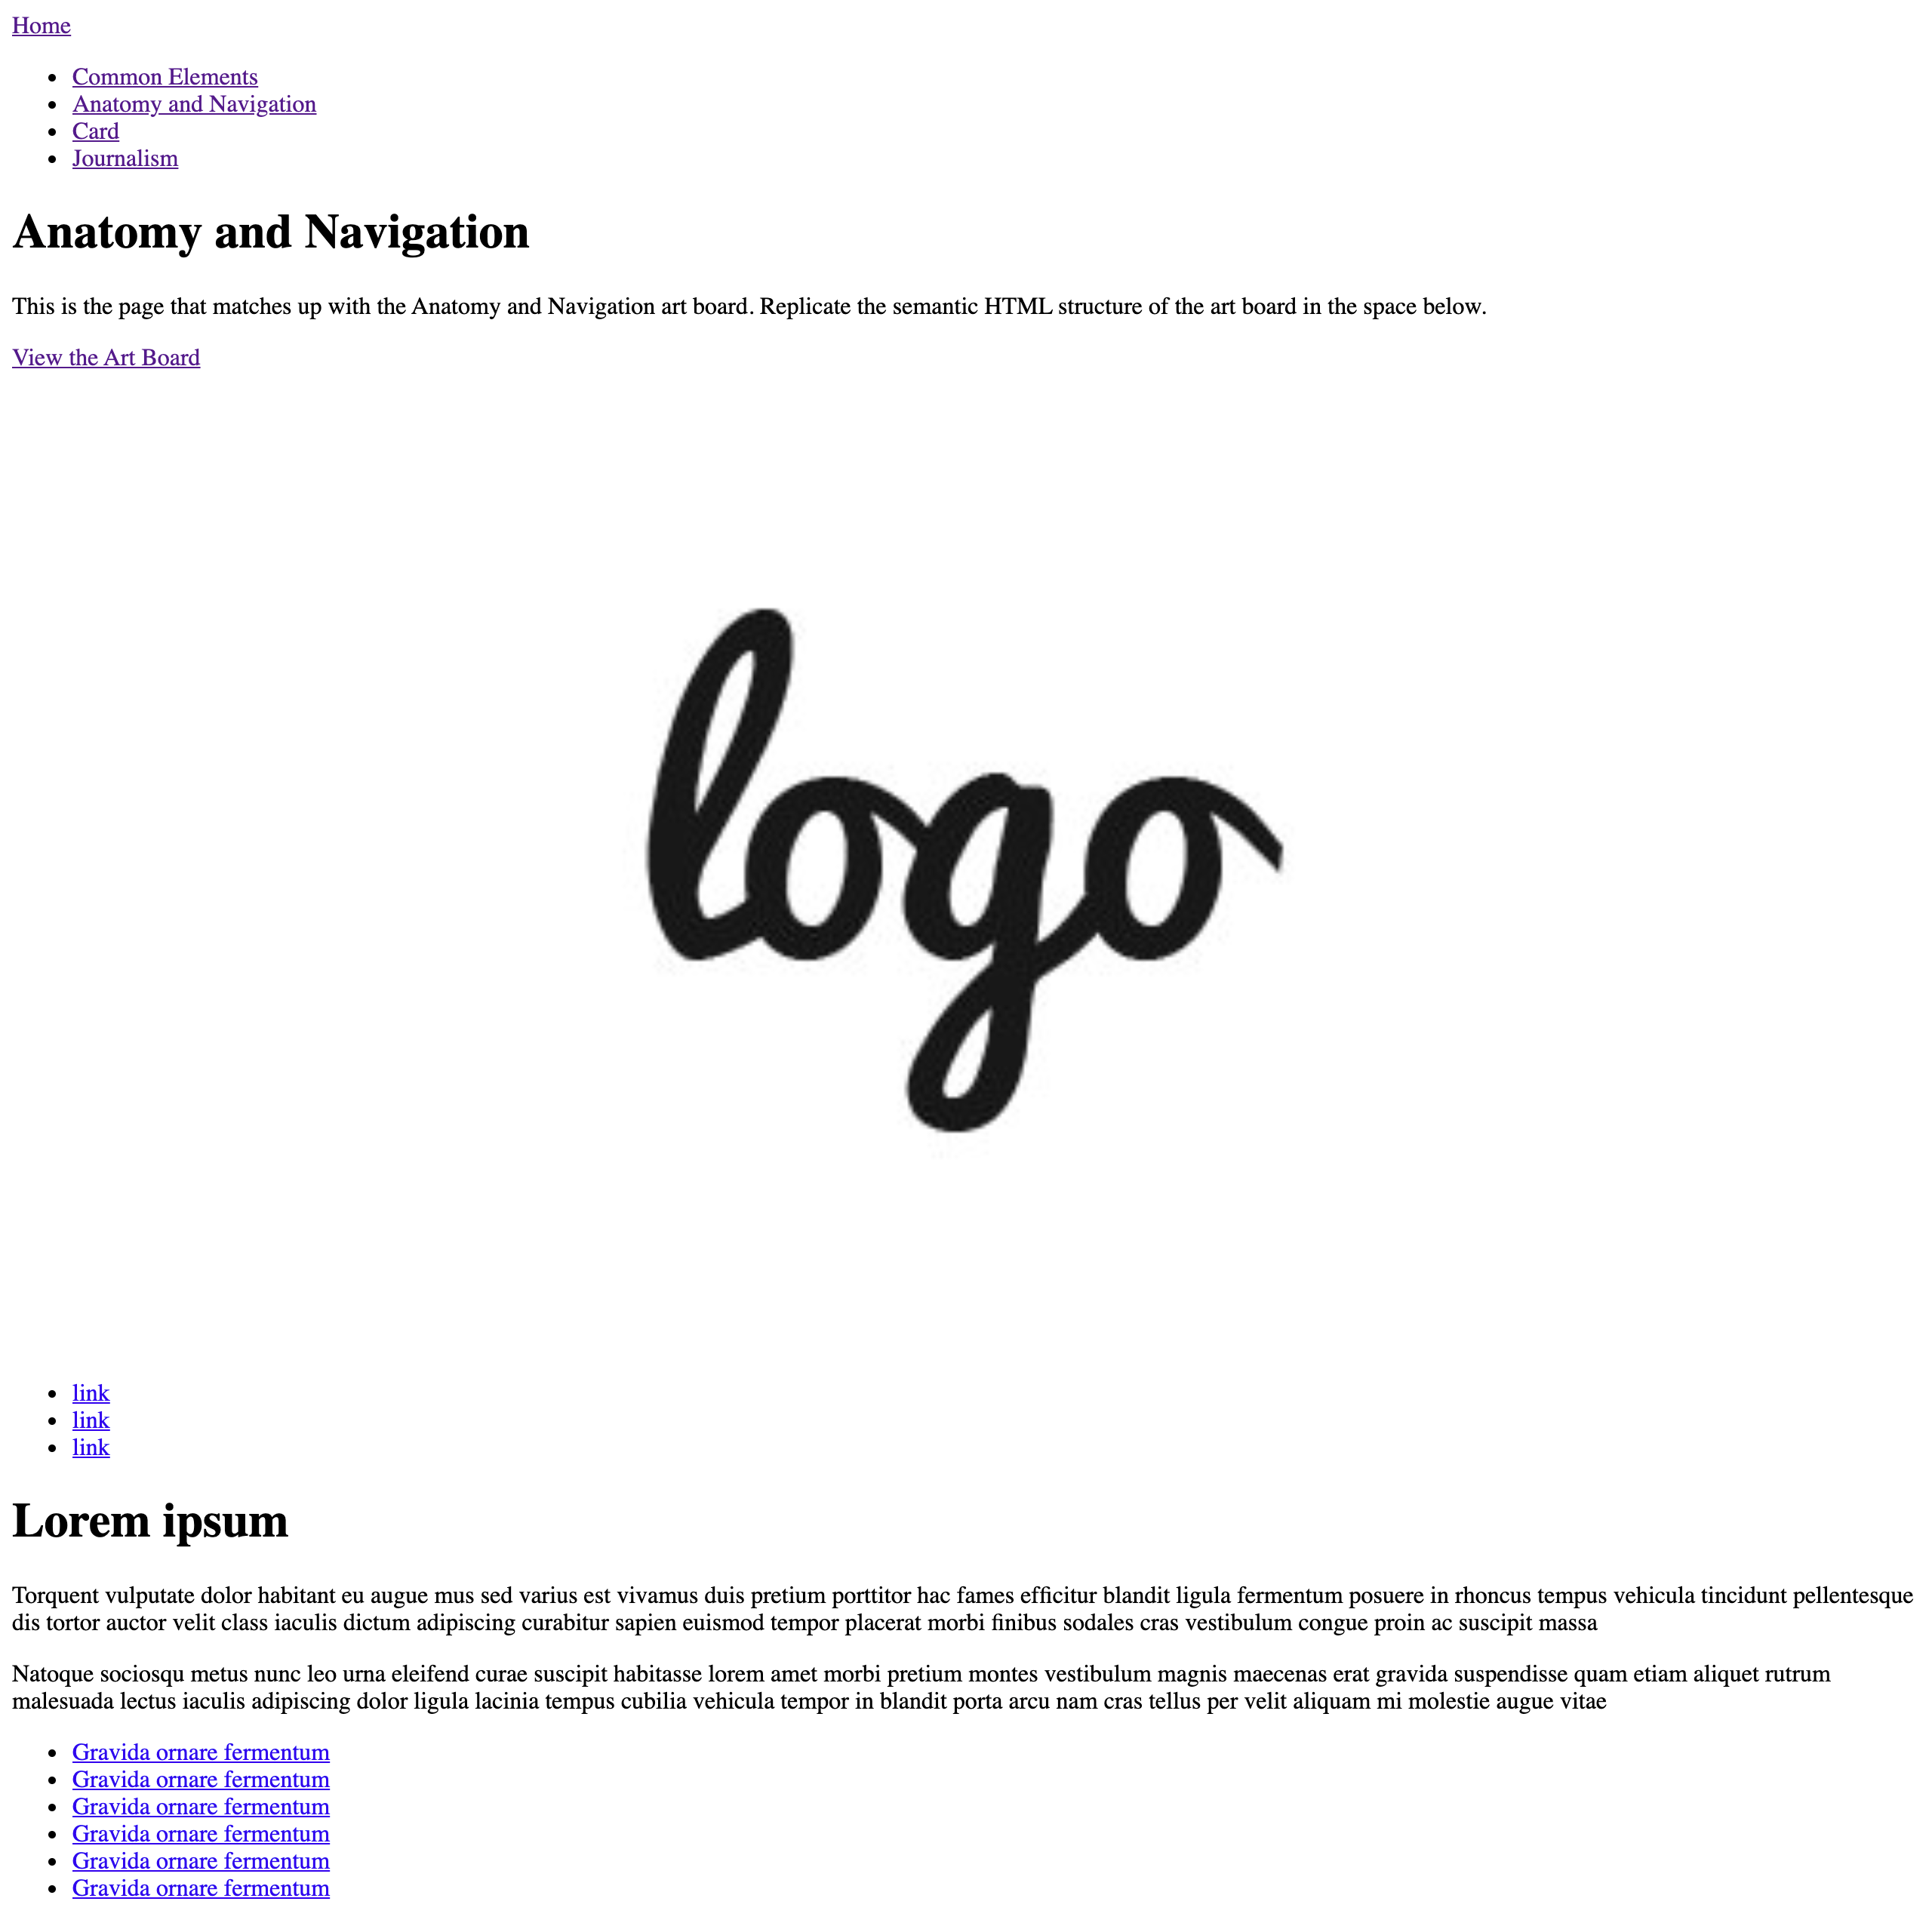 Home
Common Elements
Anatomy and Navigation
Card
Journalism
Anatomy and Navigation
This is the page that matches up with the Anatomy and Navigation art board. Replicate the semantic HTML structure of the art board in the space below.
View the Art Board
logo
link
link
link
Lorem ipsum
Torquent vulputate dolor habitant eu augue mus sed varius est vivamus duis pretium porttitor hac fames efficitur blandit ligula fermentum posuere in rhoncus tempus vehicula tincidunt pellentesque
dis tortor auctor velit class iaculis dictum adipiscing curabitur sapien euismod tempor placerat morbi finibus sodales cras vestibulum congue proin ac suscipit massa
Natoque sociosqu metus nunc leo urna eleifend curae suscipit habitasse lorem amet morbi pretium montes vestibulum magnis maecenas erat gravida suspendisse quam etiam aliquet rutrum
malesuada lectus iaculis adipiscing dolor ligula lacinia tempus cubilia vehicula tempor in blandit porta arcu nam cras tellus per velit aliquam mi molestie augue vitae
Gravida ornare fermentum
Gravida ornare fermentum
Gravida ornare fermentum
Gravida ornare fermentum
Gravida ornare fermentum
Gravida ornare fermentum